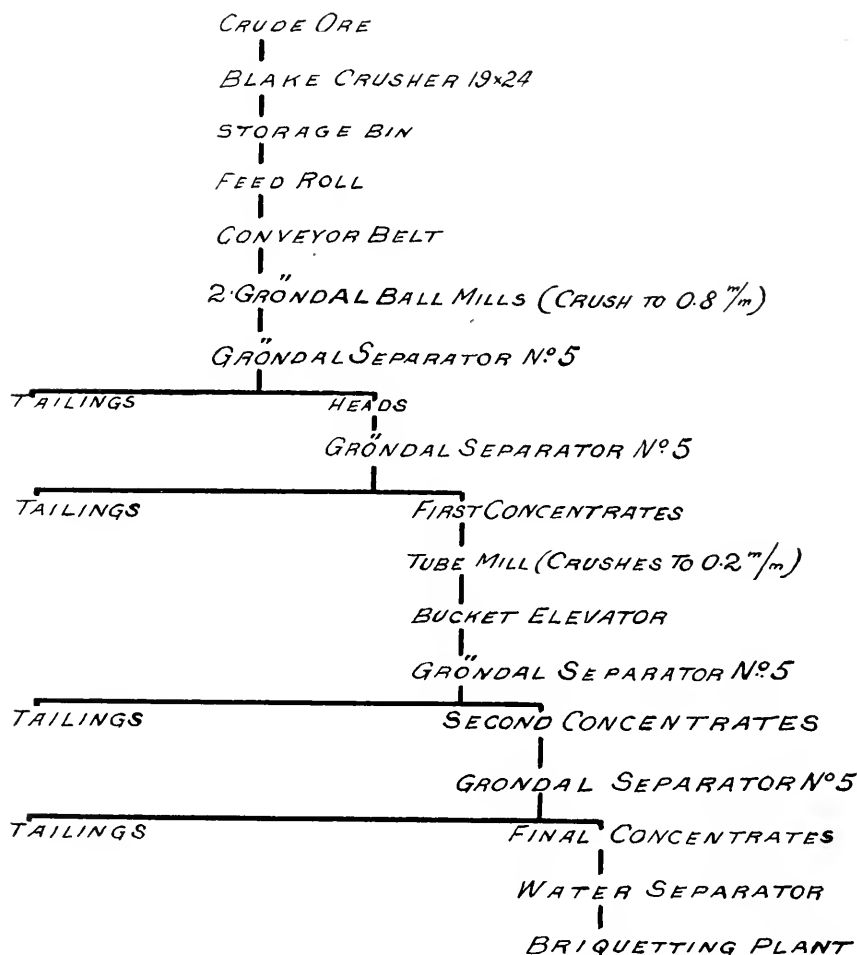 CRUDE ORE
BLAKE CRUSHER 19×24
STORAGE BIN
FEED ROLL
CONVEYOR BELT
2·GRÖNDAL BALL MILLS (CRUSH TO 0.8 m/m)
GRÖNDAL SEPARATOR Nº 5
TAILINGS HEADS
GRÖNDAL SEPARATOR Nº 5
TAILINGS FIRST CONCENTRATES
TUBE MILL (CRUSHES TO 0.2 m/m)
BUCKET ELEVATOR
GRÖNDAL SEPARATOR Nº 5
TAILINGS SECOND CONCENTRATES
GRONDAL SEPARATOR Nº 5
TAILINGS FINAL CONCENTRATES
WATER SEPARATOR
BRIQUETTING PLANT